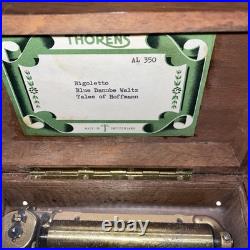 THORENS
AL 350
Rigoletto
Blue Danube Waltz
Tales of Hoffmann
MADE IN SWITZERLAND